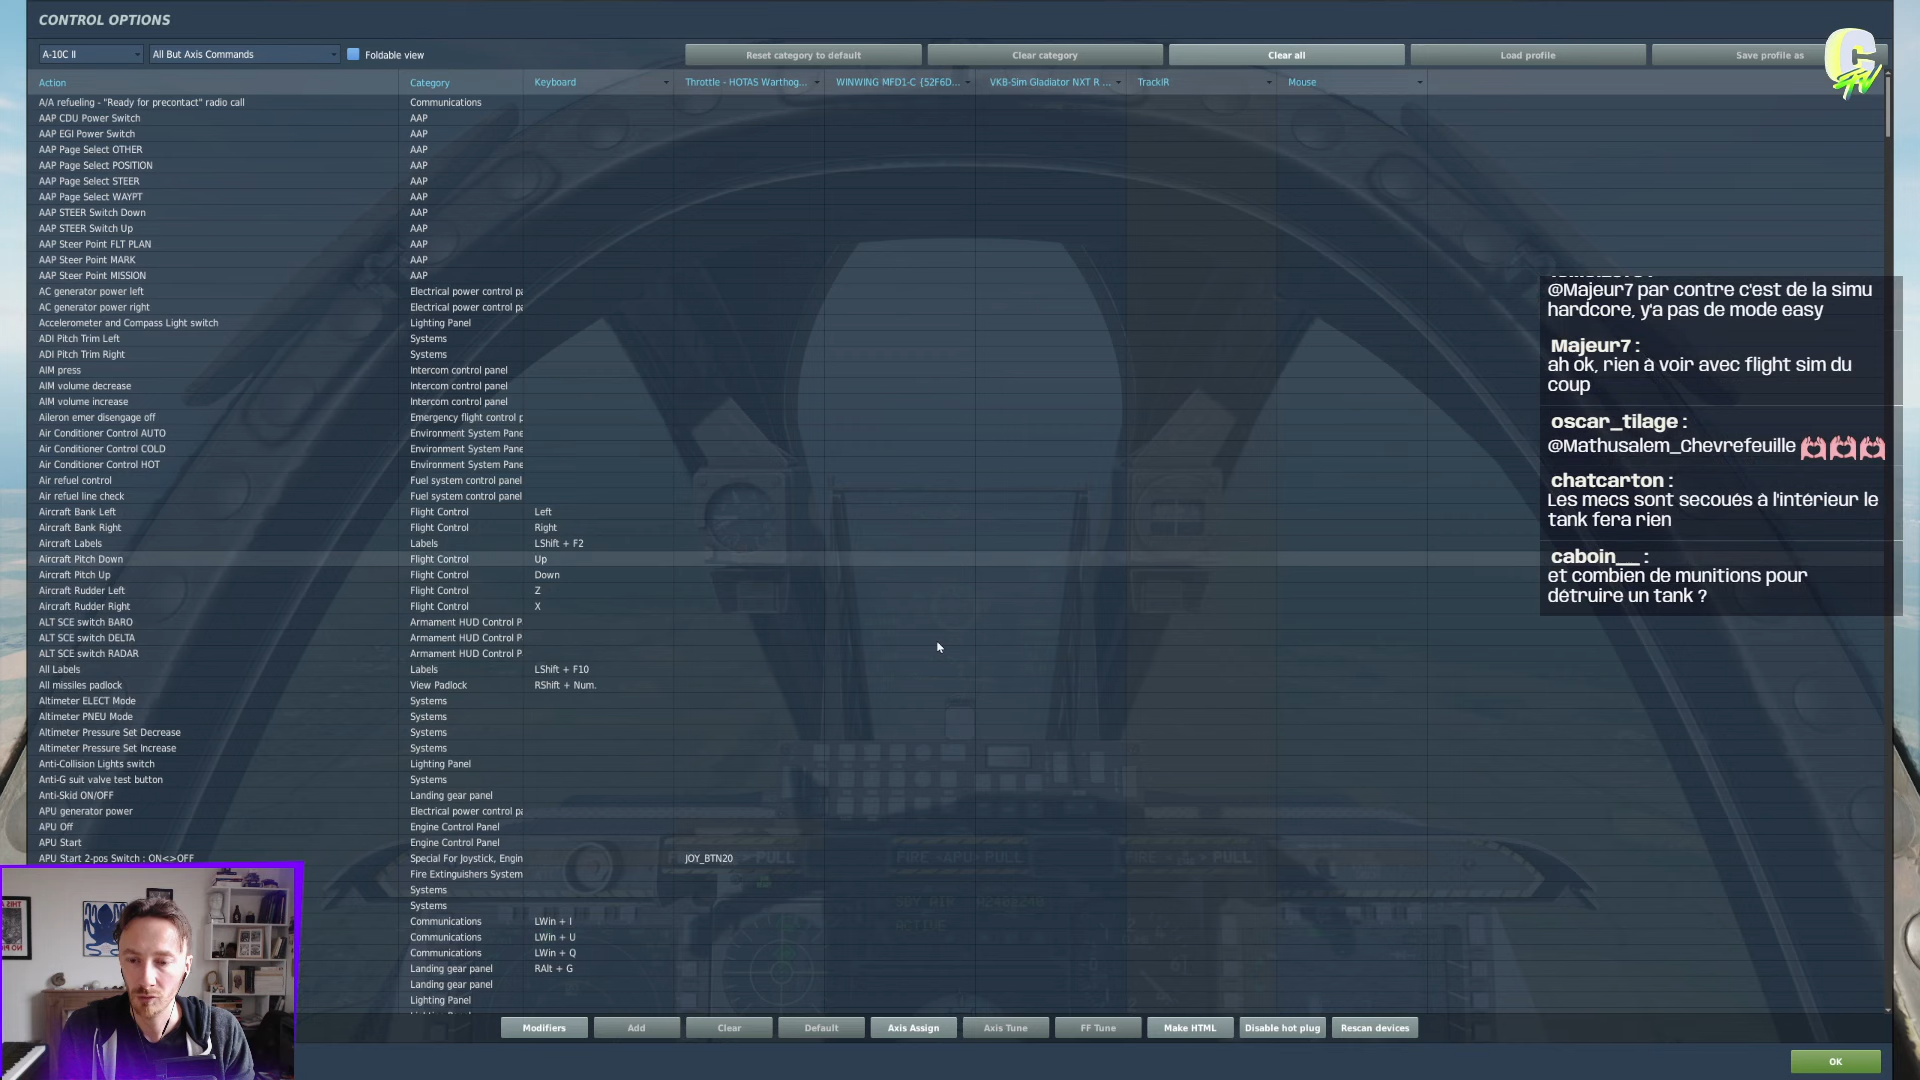 CONTROL OPTIONS
A-10C II All But Axis Commands Foldable view Reset category to default Clear category Clear all Load profile Save profile as
Action Category Keyboard Throttle - HOTAS Warthog... WINWING MFD1-C {52F6D... VKB-Sim Gladiator NXT R ... TrackIR Mouse
A/A refueling - "Ready for precontact" radio call Communications
AAP CDU Power Switch AAP
AAP EGI Power Switch AAP
AAP Page Select OTHER AAP
AAP Page Select POSITION AAP
AAP Page Select STEER AAP
AAP Page Select WAYPT AAP
AAP STEER Switch Down AAP
AAP STEER Switch Up AAP
AAP Steer Point FLT PLAN AAP
AAP Steer Point MARK AAP
AAP Steer Point MISSION AAP
AC generator power left Electrical power control pa
AC generator power right Electrical power control pa
Accelerometer and Compass Light switch Lighting Panel
ADI Pitch Trim Left Systems
ADI Pitch Trim Right Systems
AIM press Intercom control panel
AIM volume decrease Intercom control panel
AIM volume increase Intercom control panel
Aileron emer disengage off Emergency flight control p
Air Conditioner Control AUTO Environment System Pane
Air Conditioner Control COLD Environment System Pane
Air Conditioner Control HOT Environment System Pane
Air refuel control Fuel system control panel
Air refuel line check Fuel system control panel
Aircraft Bank Left Flight Control Left
Aircraft Bank Right Flight Control Right
Aircraft Labels Labels LShift + F2
Aircraft Pitch Down Flight Control Up
Aircraft Pitch Up Flight Control Down
Aircraft Rudder Left Flight Control Z
Aircraft Rudder Right Flight Control X
ALT SCE switch BARO Armament HUD Control P
ALT SCE switch DELTA Armament HUD Control P
ALT SCE switch RADAR Armament HUD Control P
All Labels Labels LShift + F10
All missiles padlock View Padlock RShift + Num.
Altimeter ELECT Mode Systems
Altimeter PNEU Mode Systems
Altimeter Pressure Set Decrease Systems
Altimeter Pressure Set Increase Systems
Anti-Collision Lights switch Lighting Panel
Anti-G suit valve test button Systems
Anti-Skid ON/OFF Landing gear panel
APU generator power Electrical power control pa
APU Off Engine Control Panel
APU Start Engine Control Panel
APU Start 2-pos Switch : ON<>OFF Special For Joystick, Engin JOY_BTN20
Fire Extinguishers System
Systems
Systems
Communications LWin + I
Communications LWin + U
Communications LWin + Q
Landing gear panel RAlt + G
Landing gear panel
Lighting Panel
Modifiers Add Clear Default Axis Assign Axis Tune FF Tune Make HTML Disable hot plug Rescan devices
OK
@Majeur7 par contre c'est de la simu
hardcore, y'a pas de mode easy
Majeur7 :
ah ok, rien à voir avec flight sim du
coup
oscar_tilage :
@Mathusalem_Chevrefeuille
chatcarton :
Les mecs sont secoués à l'intérieur le
tank fera rien
caboin__ :
et combien de munitions pour
détruire un tank ?
G
TV